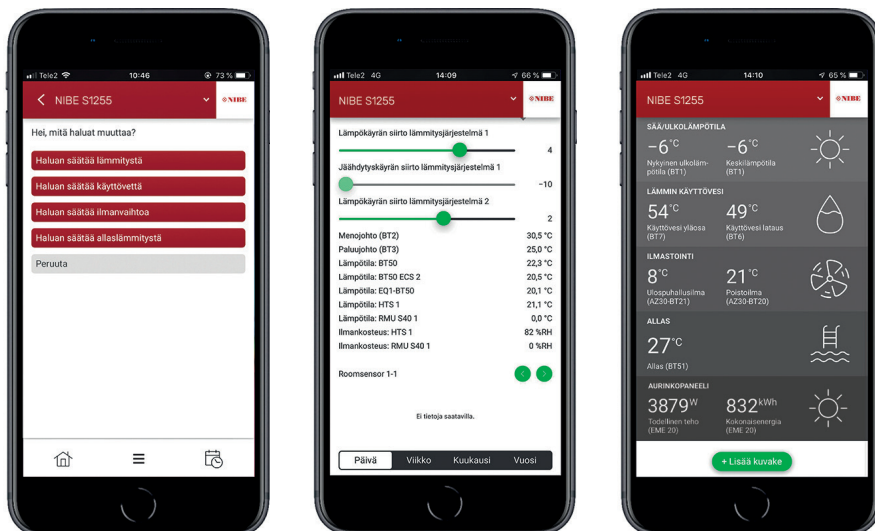 Tele2 10:46 73 %
NIBE S1255 NIBE
Hei, mitä haluat muuttaa?
Haluan säätää lämmitystä
Haluan säätää käyttövettä
Haluan säätää ilmanvaihtoa
Haluan säätää allaslämmitystä
Peruuta
Tele2 4G 14:09 66 %
NIBE S1255 NIBE
Lämpökäyrän siirto lämmitysjärjestelmä 1
4
Jäähdytyskäyrän siirto lämmitysjärjestelmä 1
-10
Lämpökäyrän siirto lämmitysjärjestelmä 2
2
Menojohto (BT2) 30,5 °C
Paluujohto (BT3) 25,0 °C
Lämpötila: BT50 22,3 °C
Lämpötila: BT50 ECS 2 20,5 °C
Lämpötila: EQ1-BT50 20,1 °C
Lämpötila: HTS 1 21,1 °C
Lämpötila: RMU S40 1 0,0 °C
Ilmankosteus: HTS 1 82 %RH
Ilmankosteus: RMU S40 1 0 %RH
Roomsensor 1-1
Ei tietoja saatavilla.
Päivä Viikko Kuukausi Vuosi
Tele2 4G 14:10 65 %
NIBE S1255 NIBE
SÄÄ/ULKOLÄMPÖTILA
-6°C -6°C
Nykyinen ulkoläm- Keskilämpötila
pötila (BT1) (BT1)
LÄMMIN KÄYTTÖVESI
54°C 49°C
Käyttövesi yläosa Käyttövesi lataus
(BT7) (BT6)
ILMASTOINTI
8°C 21°C
Ulospuhallusilma Poistoilma
(AZ30-BT21) (AZ30-BT20)
ALLAS
27°C
Allas (BT51)
AURINKOPANEELI
3879W 832kWh
Todellinen teho Kokonaisenergia
(EME 20) (EME 20)
+ Lisää kuvake